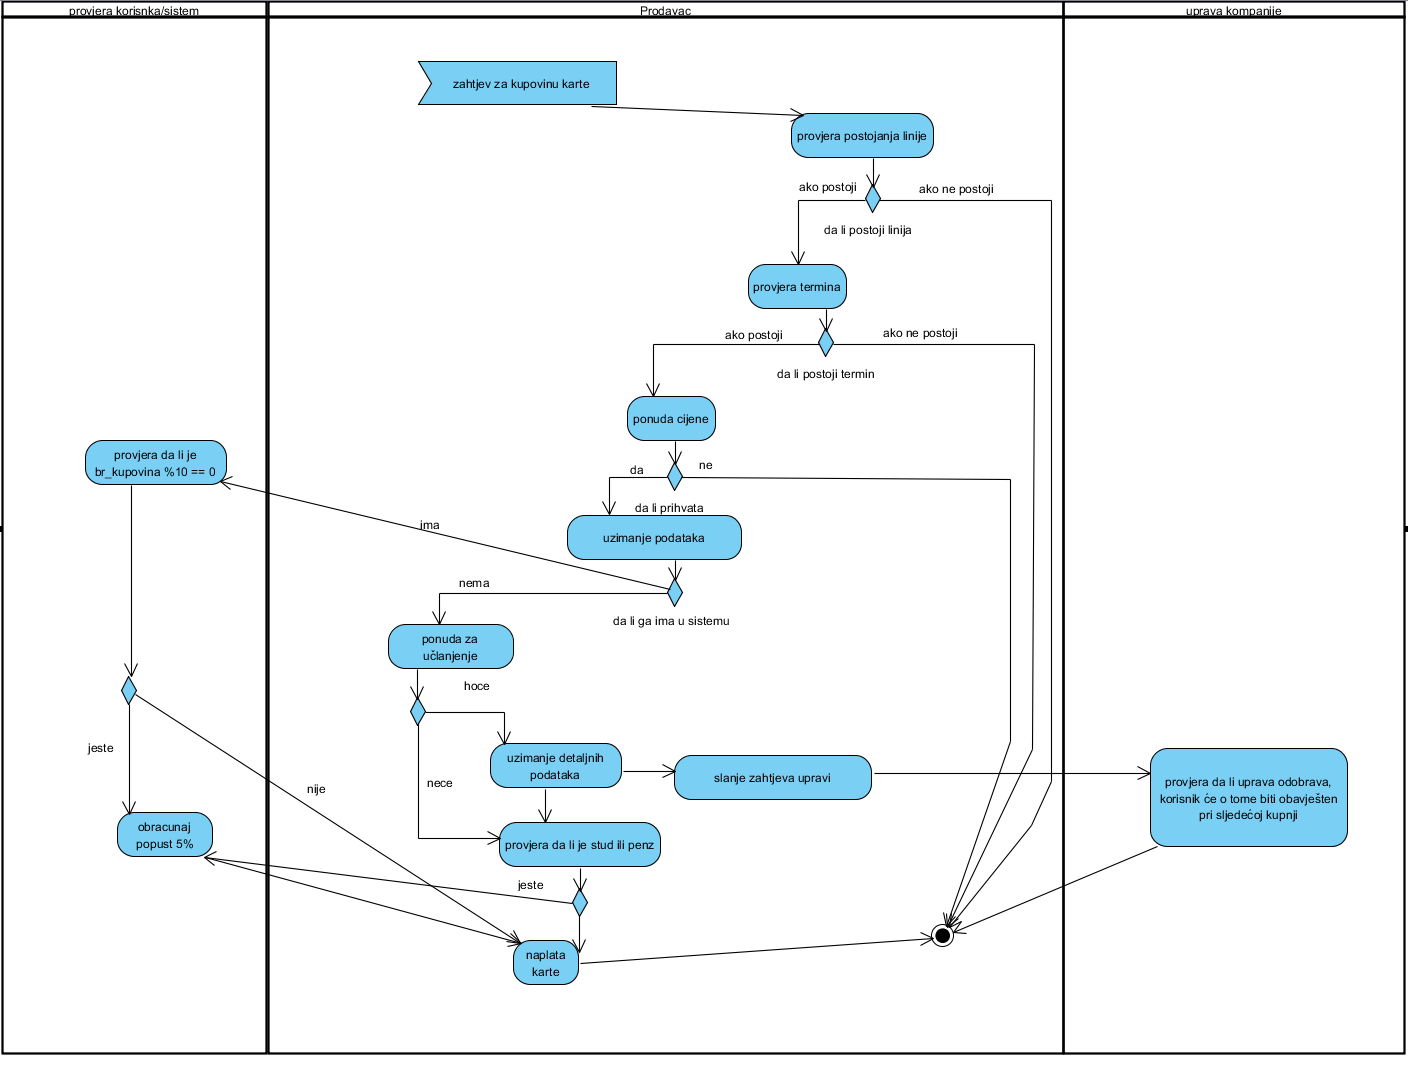 provjera korisnka/sistem
Prodavac
uprava kompanije
zahtjev za kupovinu karte
provjera postojanja linije
ako postoji
ako ne postoji
da li postoji linija
provjera termina
ako postoji
ako ne postoji
da li postoji termin
ponuda cijene
da
ne
da li prihvata
provjera da li je
br_kupovina %10 == 0
ima
uzimanje podataka
nema
da li ga ima u sistemu
ponuda za
učlanjenje
hoce
jeste
nije
nece
uzimanje detaljnih
podataka
slanje zahtjeva upravi
provjera da li uprava odobrava,
korisnik će o tome biti obavješten
pri sljedećoj kupnji
obracunaj
popust 5%
provjera da li je stud ili penz
jeste
naplata
karte